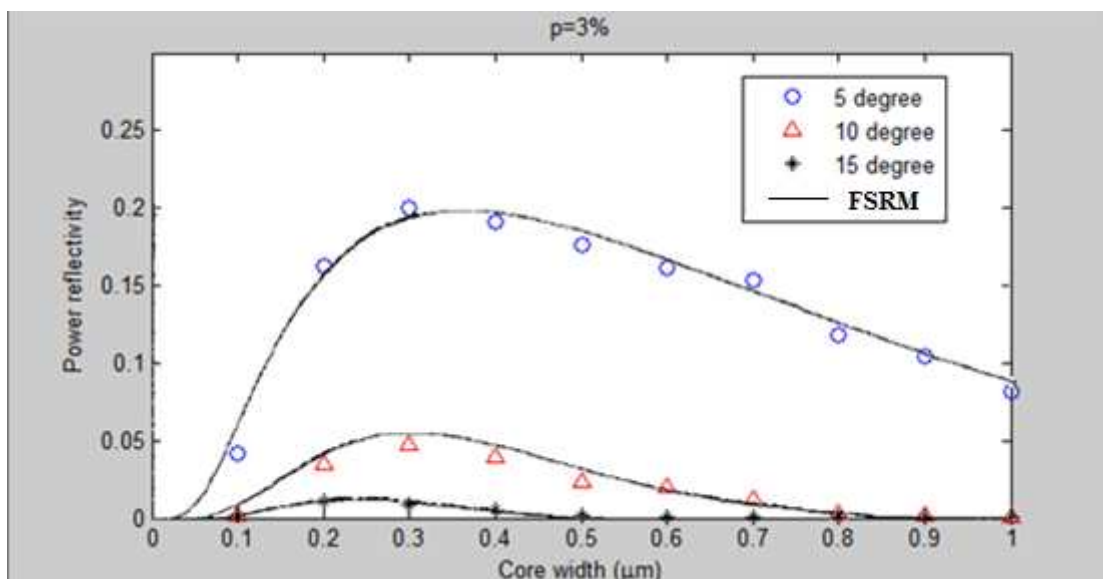 p=3%
0.25
0.2
0.15
0.1
0.05
0
Power reflectivity
5 degree
10 degree
15 degree
FSRM
0 0.1 0.2 0.3 0.4 0.5 0.6 0.7 0.8 0.9 1
Core width (μm)